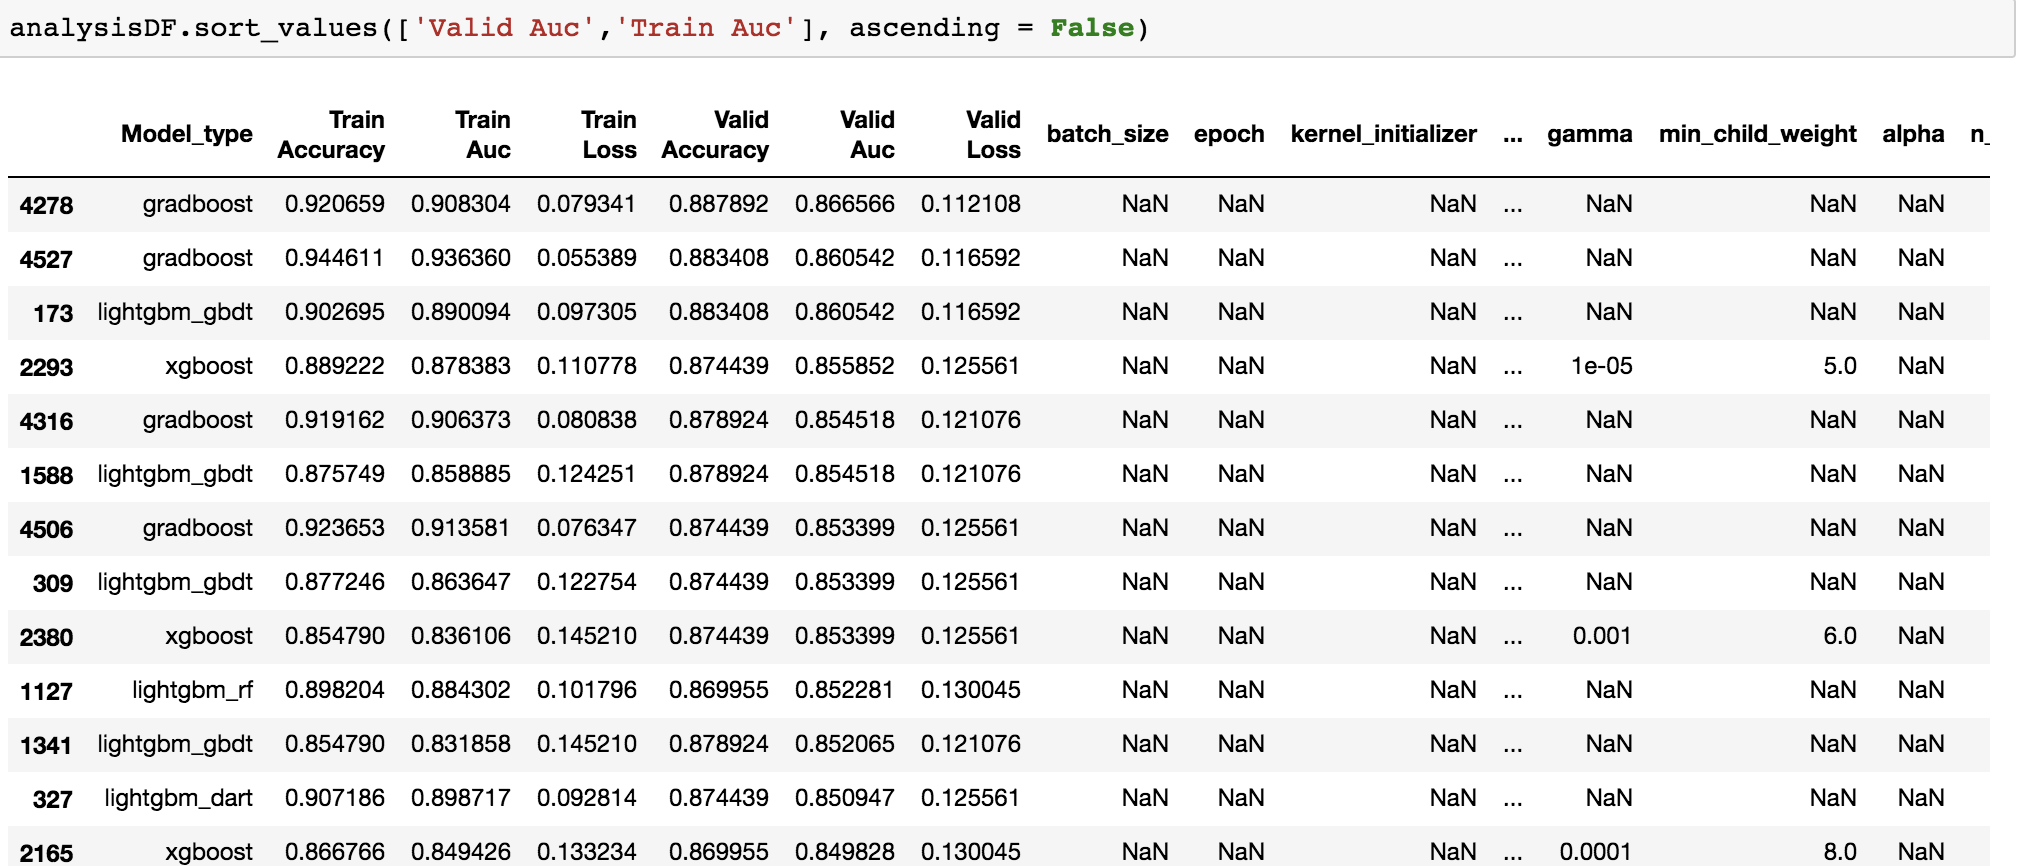 analysisDF.sort_values(['Valid Auc','Train Auc'], ascending = False)
Model_type Train Accuracy Train Auc Train Loss Valid Accuracy Valid Auc Valid Loss batch_size epoch kernel_initializer ... gamma min_child_weight alpha n_
4278 gradboost 0.920659 0.908304 0.079341 0.887892 0.866566 0.112108 NaN NaN NaN ... NaN NaN NaN
4527 gradboost 0.944611 0.936360 0.055389 0.883408 0.860542 0.116592 NaN NaN NaN ... NaN NaN NaN
173 lightgbm_gbdt 0.902695 0.890094 0.097305 0.883408 0.860542 0.116592 NaN NaN NaN ... NaN NaN NaN
2293 xgboost 0.889222 0.878383 0.110778 0.874439 0.855852 0.125561 NaN NaN NaN ... 1e-05 5.0 NaN
4316 gradboost 0.919162 0.906373 0.080838 0.878924 0.854518 0.121076 NaN NaN NaN ... NaN NaN NaN
1588 lightgbm_gbdt 0.875749 0.858885 0.124251 0.878924 0.854518 0.121076 NaN NaN NaN ... NaN NaN NaN
4506 gradboost 0.923653 0.913581 0.076347 0.874439 0.853399 0.125561 NaN NaN NaN ... NaN NaN NaN
309 lightgbm_gbdt 0.877246 0.863647 0.122754 0.874439 0.853399 0.125561 NaN NaN NaN ... NaN NaN NaN
2380 xgboost 0.854790 0.836106 0.145210 0.874439 0.853399 0.125561 NaN NaN NaN ... 0.001 6.0 NaN
1127 lightgbm_rf 0.898204 0.884302 0.101796 0.869955 0.852281 0.130045 NaN NaN NaN ... NaN NaN NaN
1341 lightgbm_gbdt 0.854790 0.831858 0.145210 0.878924 0.852065 0.121076 NaN NaN NaN ... NaN NaN NaN
327 lightgbm_dart 0.907186 0.898717 0.092814 0.874439 0.850947 0.125561 NaN NaN NaN ... NaN NaN NaN
2165 xgboost 0.866766 0.849426 0.133234 0.869955 0.849828 0.130045 NaN NaN NaN ... 0.0001 8.0 NaN